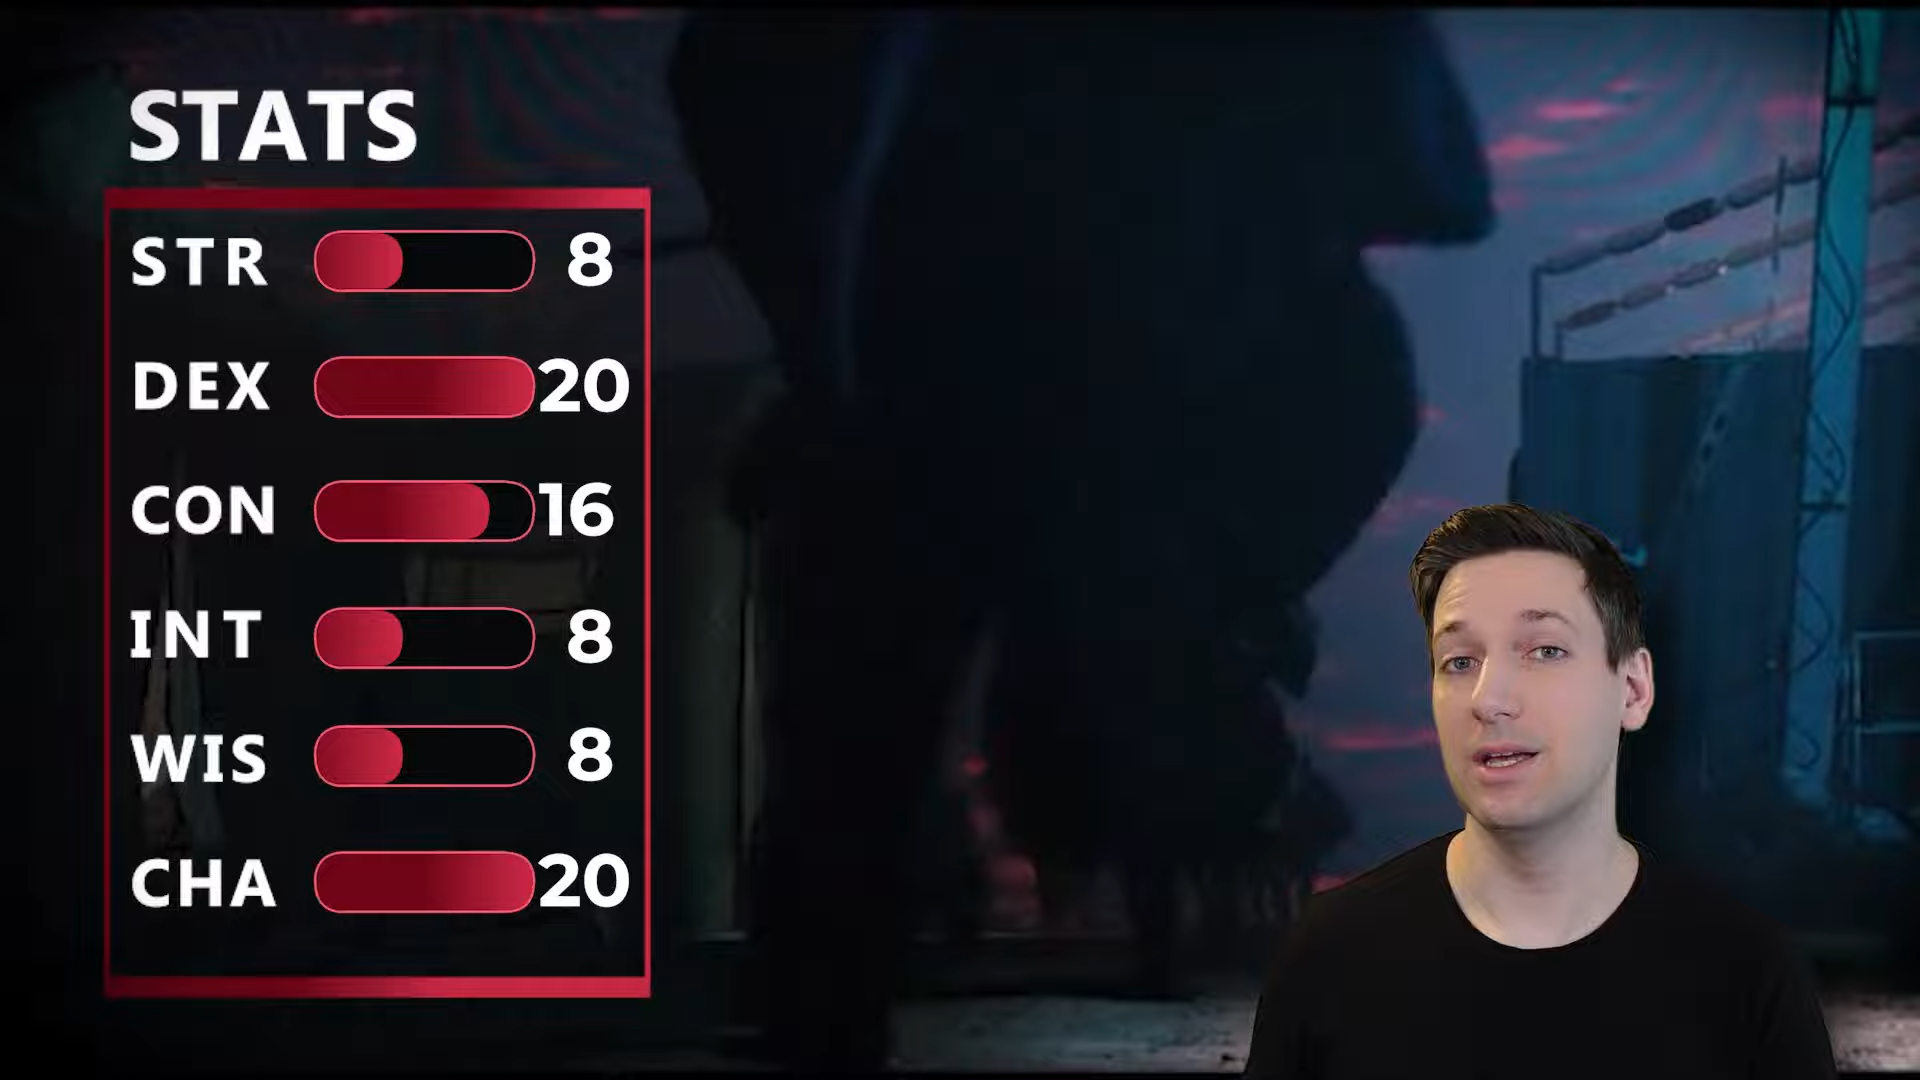 STATS
STR 8
DEX 20
CON 16
INT 8
WIS 8
CHA 20